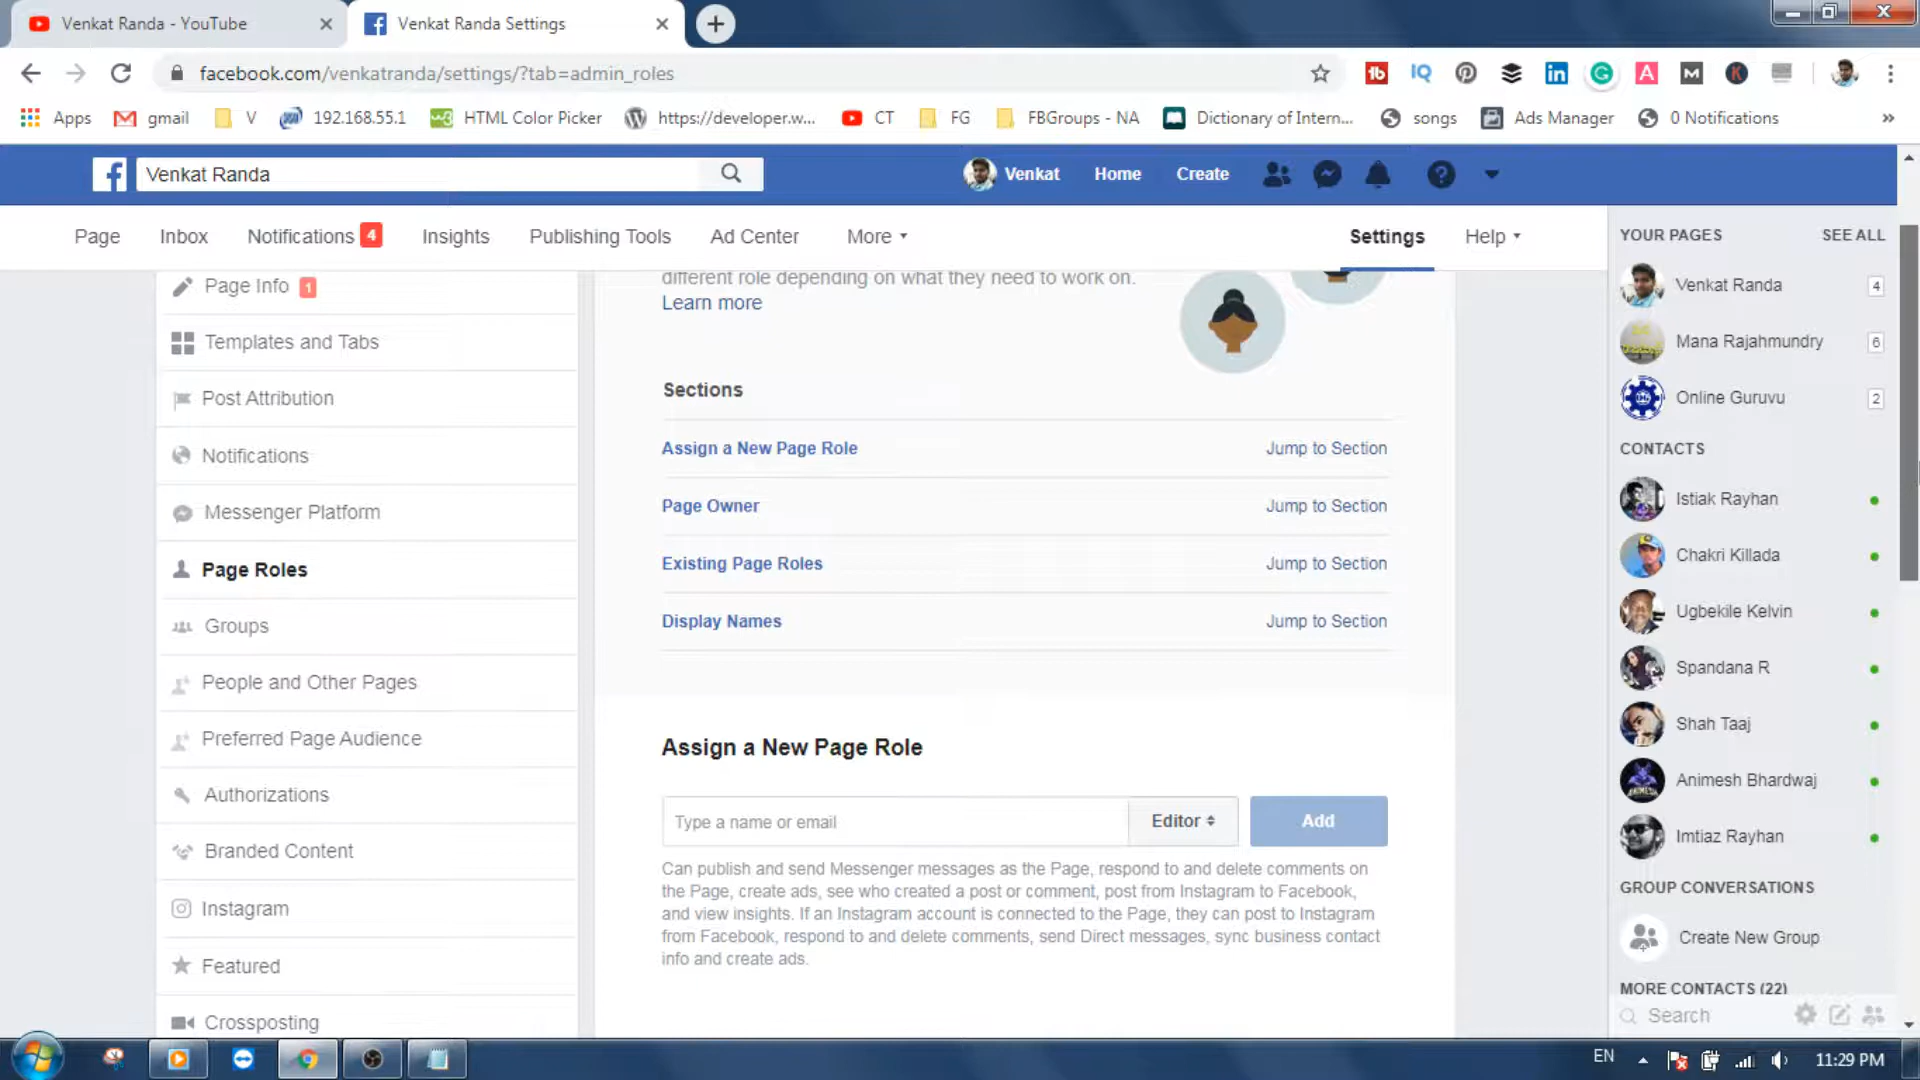 Venkat Randa - YouTube
Venkat Randa Settings
facebook.com/venkatranda/settings/?tab=admin_roles
Apps
gmail
V
192.168.55.1
HTML Color Picker
https://developer.w...
CT
FG
FBGroups - NA
Dictionary of Intern...
songs
Ads Manager
0 Notifications
Venkat Randa
Venkat
Home
Create
Page
Inbox
Notifications 4
Insights
Publishing Tools
Ad Center
More
Settings
Help
Page Info 1
Templates and Tabs
Post Attribution
Notifications
Messenger Platform
Page Roles
Groups
People and Other Pages
Preferred Page Audience
Authorizations
Branded Content
Instagram
Featured
Crossposting
different role depending on what they need to work on.
Learn more
Sections
Assign a New Page Role Jump to Section
Page Owner Jump to Section
Existing Page Roles Jump to Section
Display Names Jump to Section
Assign a New Page Role
Type a name or email Editor Add
Can publish and send Messenger messages as the Page, respond to and delete comments on
the Page, create ads, see who created a post or comment, post from Instagram to Facebook,
and view insights. If an Instagram account is connected to the Page, they can post to Instagram
from Facebook, respond to and delete comments, send Direct messages, sync business contact
info and create ads.
YOUR PAGES SEE ALL
Venkat Randa 4
Mana Rajahmundry 6
Online Guruvu 2
CONTACTS
Istiak Rayhan
Chakri Killada
Ugbekile Kelvin
Spandana R
Shah Taaj
Animesh Bhardwaj
Imtiaz Rayhan
GROUP CONVERSATIONS
Create New Group
MORE CONTACTS (22)
Search
EN
11:29 PM